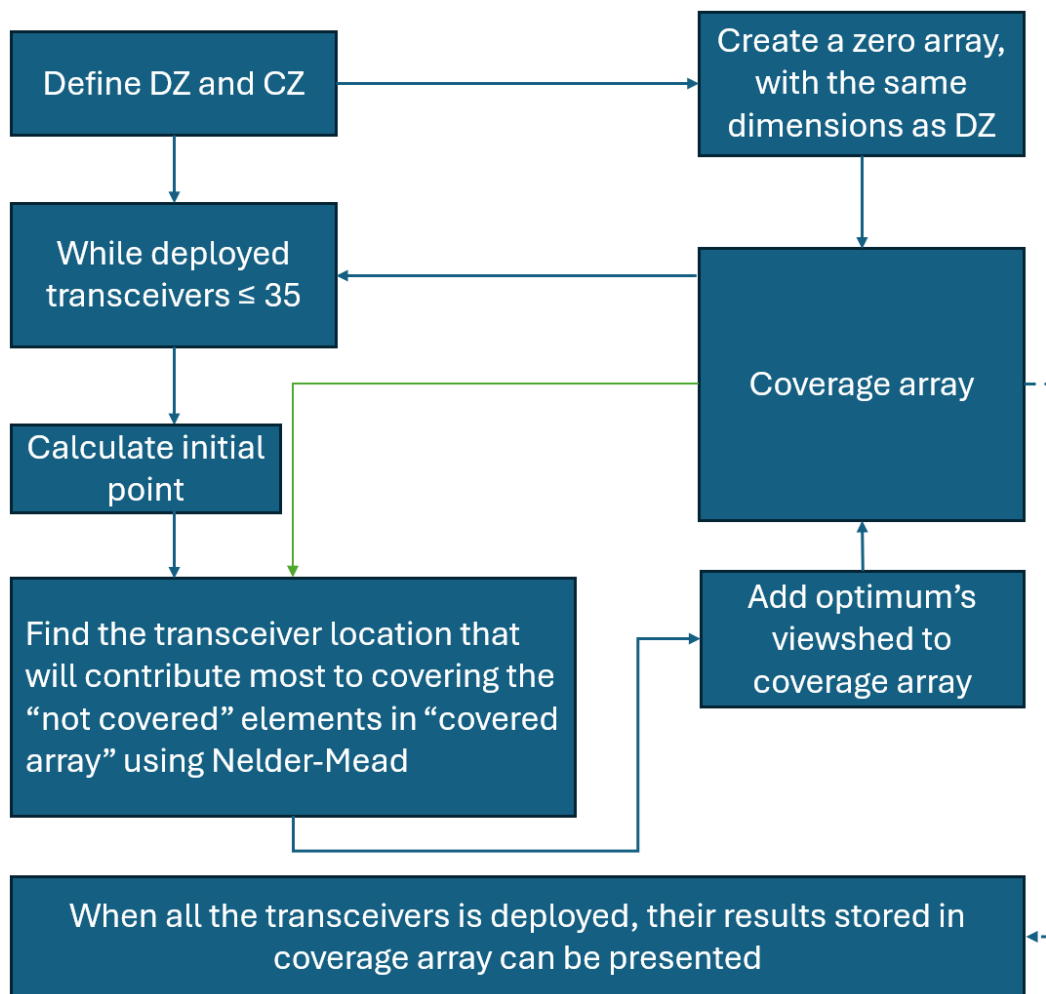 Define DZ and CZ
Create a zero array,
with the same
dimensions as DZ
While deployed
transceivers ≤ 35
Coverage array
Calculate initial
point
Find the transceiver location that
will contribute most to covering the
“not covered” elements in “covered
array” using Nelder-Mead
Add optimum’s
viewshed to
coverage array
When all the transceivers is deployed, their results stored in
coverage array can be presented